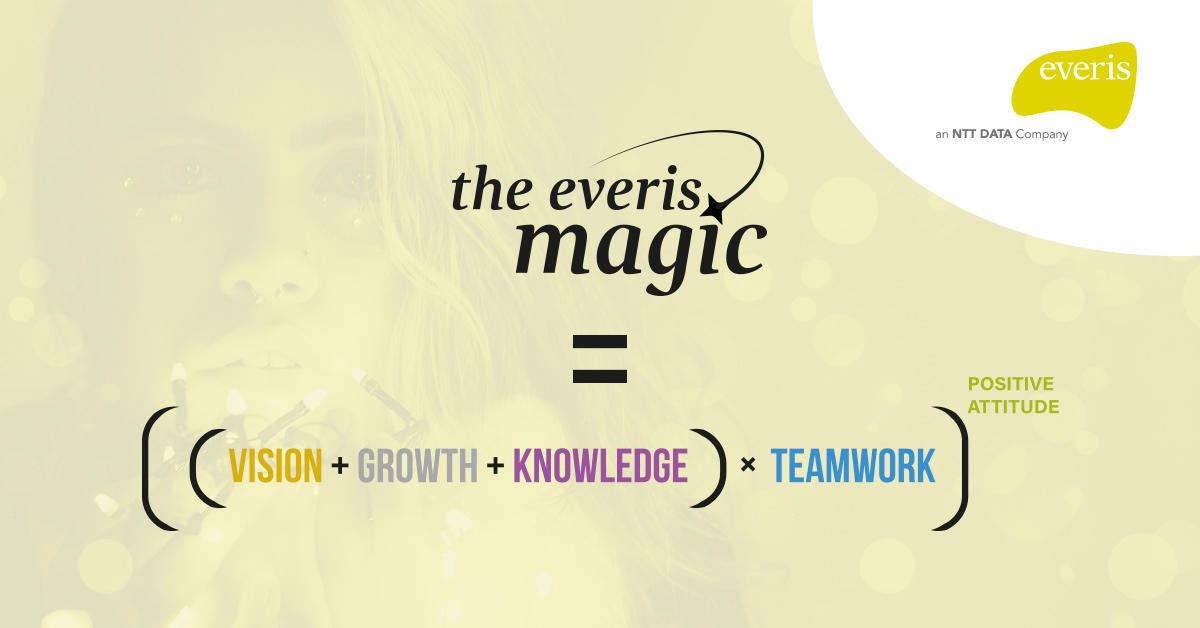 everis
an NTT DATA Company
the everis
magic
=
POSITIVE
ATTITUDE
((VISION + GROWTH + KNOWLEDGE) × TEAMWORK)